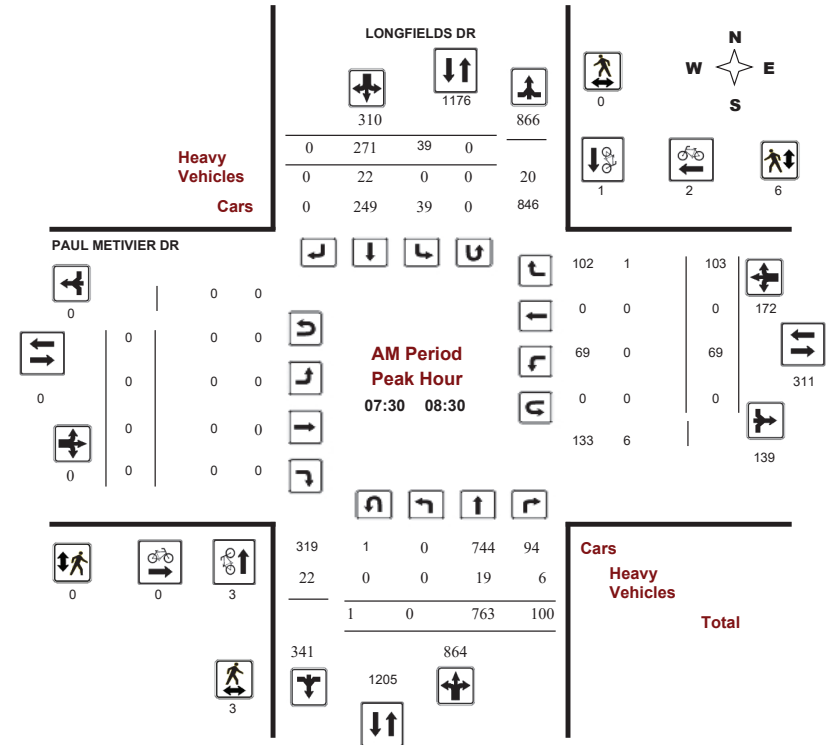 LONGFIELDS DR
N
W E
S
1176
0
310 866
0 271 39 0
Heavy
Vehicles 0 22 0 0 20
1 2 6
Cars 0 249 39 0 846
PAUL METIVIER DR
102 1 103
0 0 0
0
0 0 0 172
0 0 0
AM Period
Peak Hour
69 0 69
311
0 0 0
0
07:30 08:30
0 0 0
0 0 0
133 6
139
0 0 0
0
319 1 0 744 94 Cars
22 0 0 19 6 Heavy
Vehicles
0 0 3
1 0 763 100 Total
341 864
1205
3